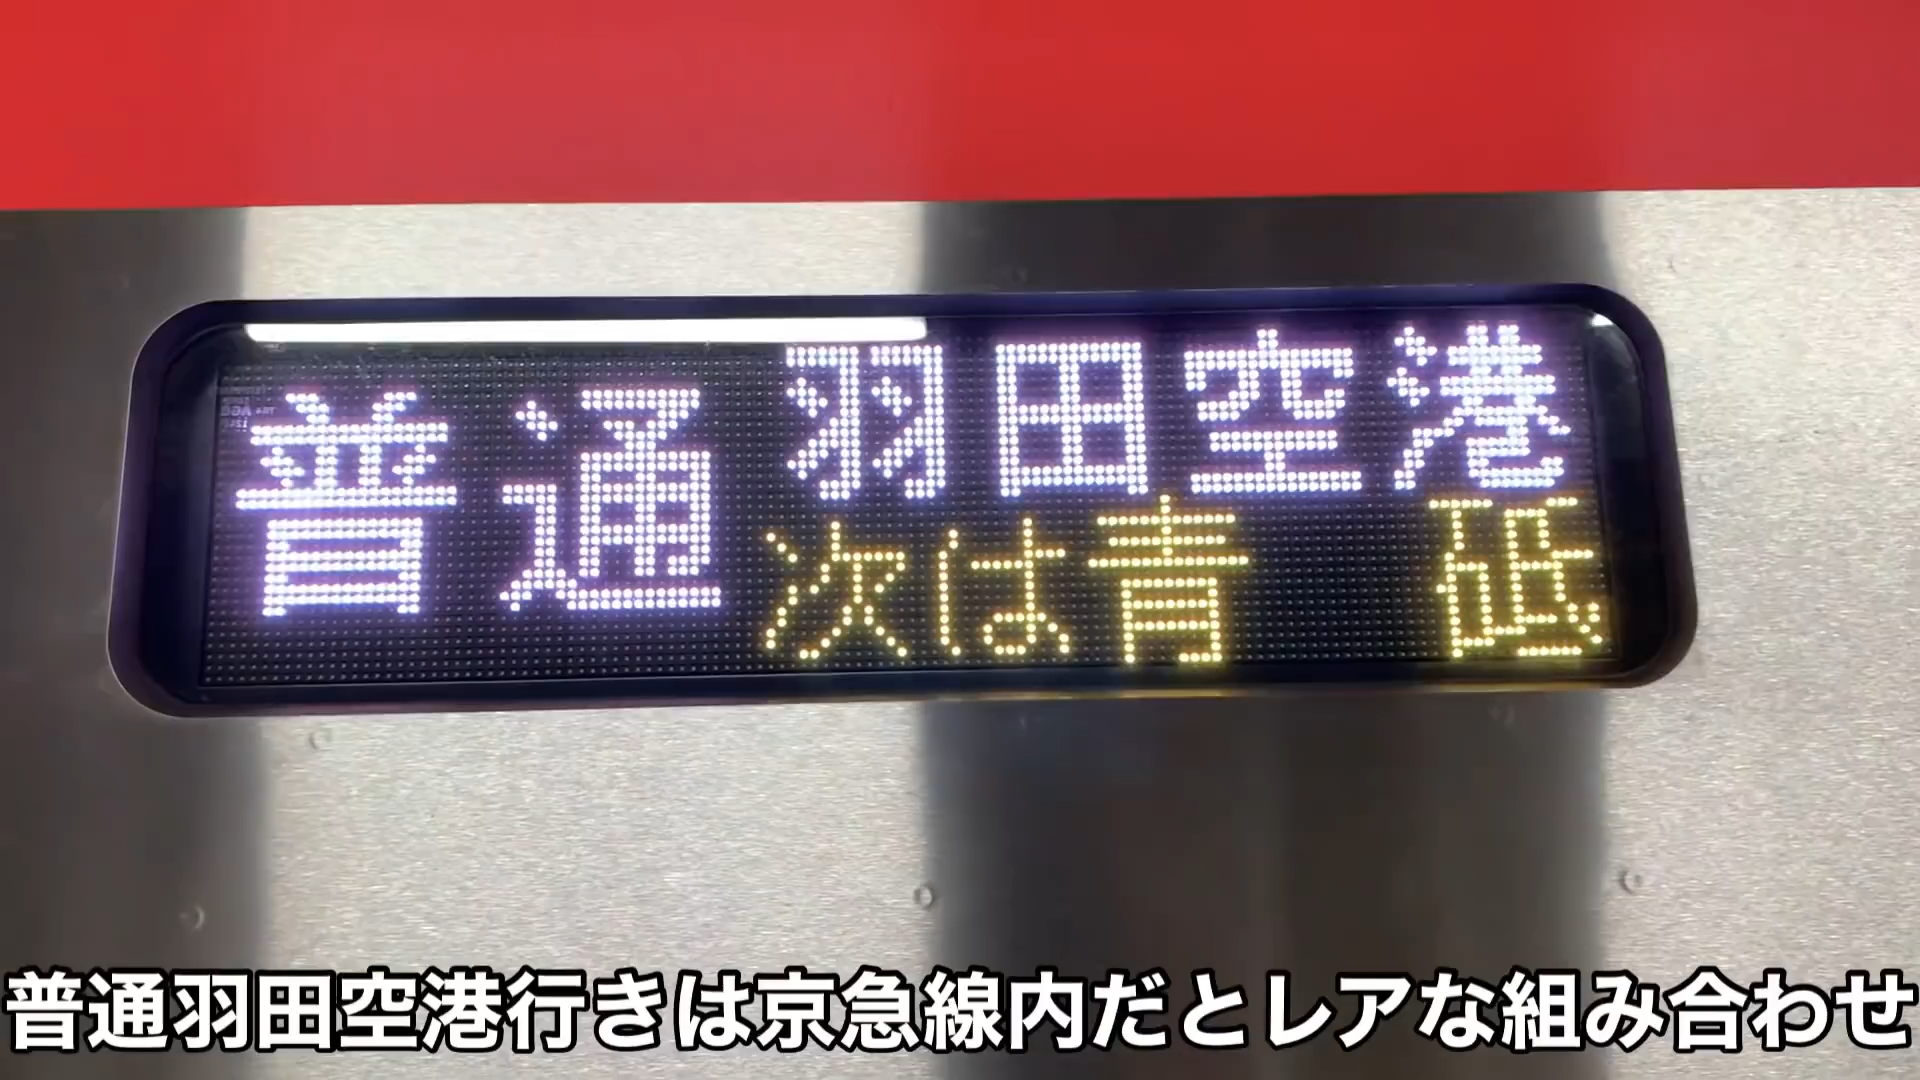 普通 羽田空港
次は青 砥
普通羽田空港行きは京急線内だとレアな組み合わせ